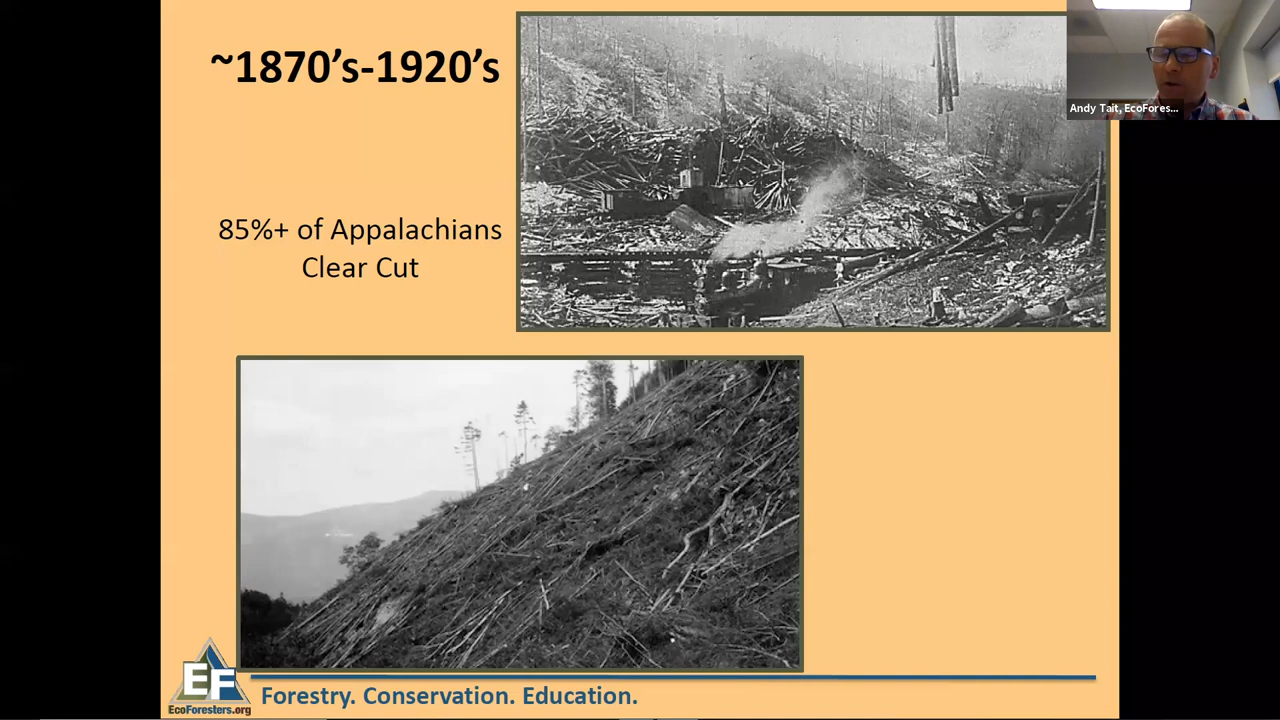 ~1870’s-1920’s
Andy Tait, EcoFores...
85%+ of Appalachians
Clear Cut
EF
EcoForesters.org
Forestry. Conservation. Education.